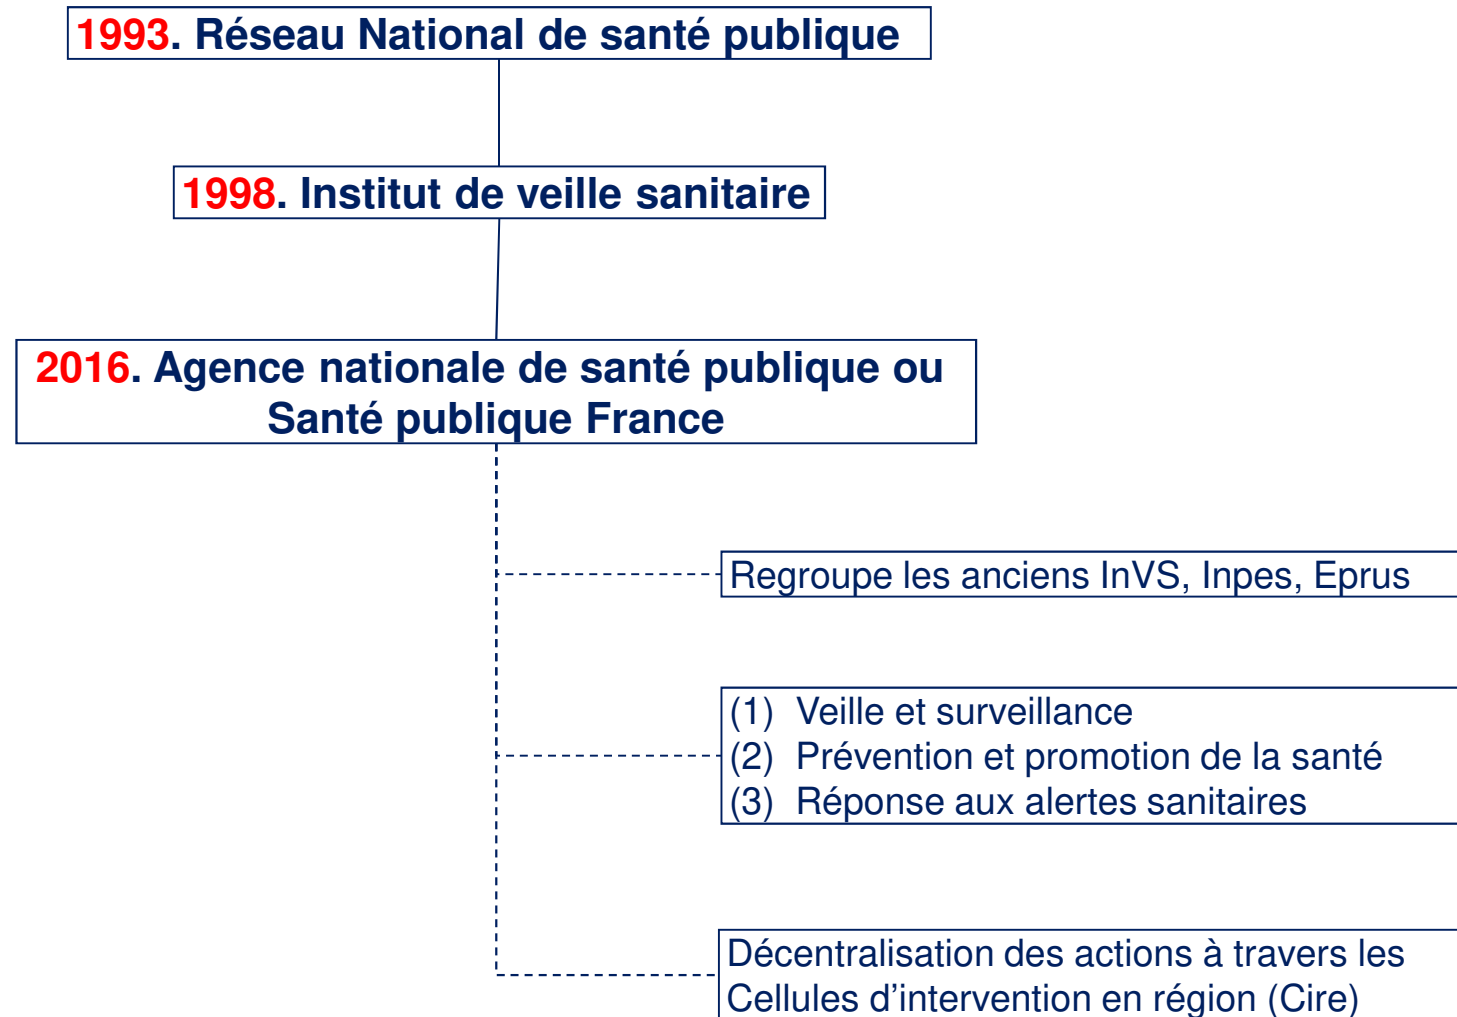 1993. Réseau National de santé publique
1998. Institut de veille sanitaire
2016. Agence nationale de santé publique ou
Santé publique France
Regroupe les anciens InVS, Inpes, Eprus
(1) Veille et surveillance
(2) Prévention et promotion de la santé
(3) Réponse aux alertes sanitaires
Décentralisation des actions à travers les
Cellules d’intervention en région (Cire)